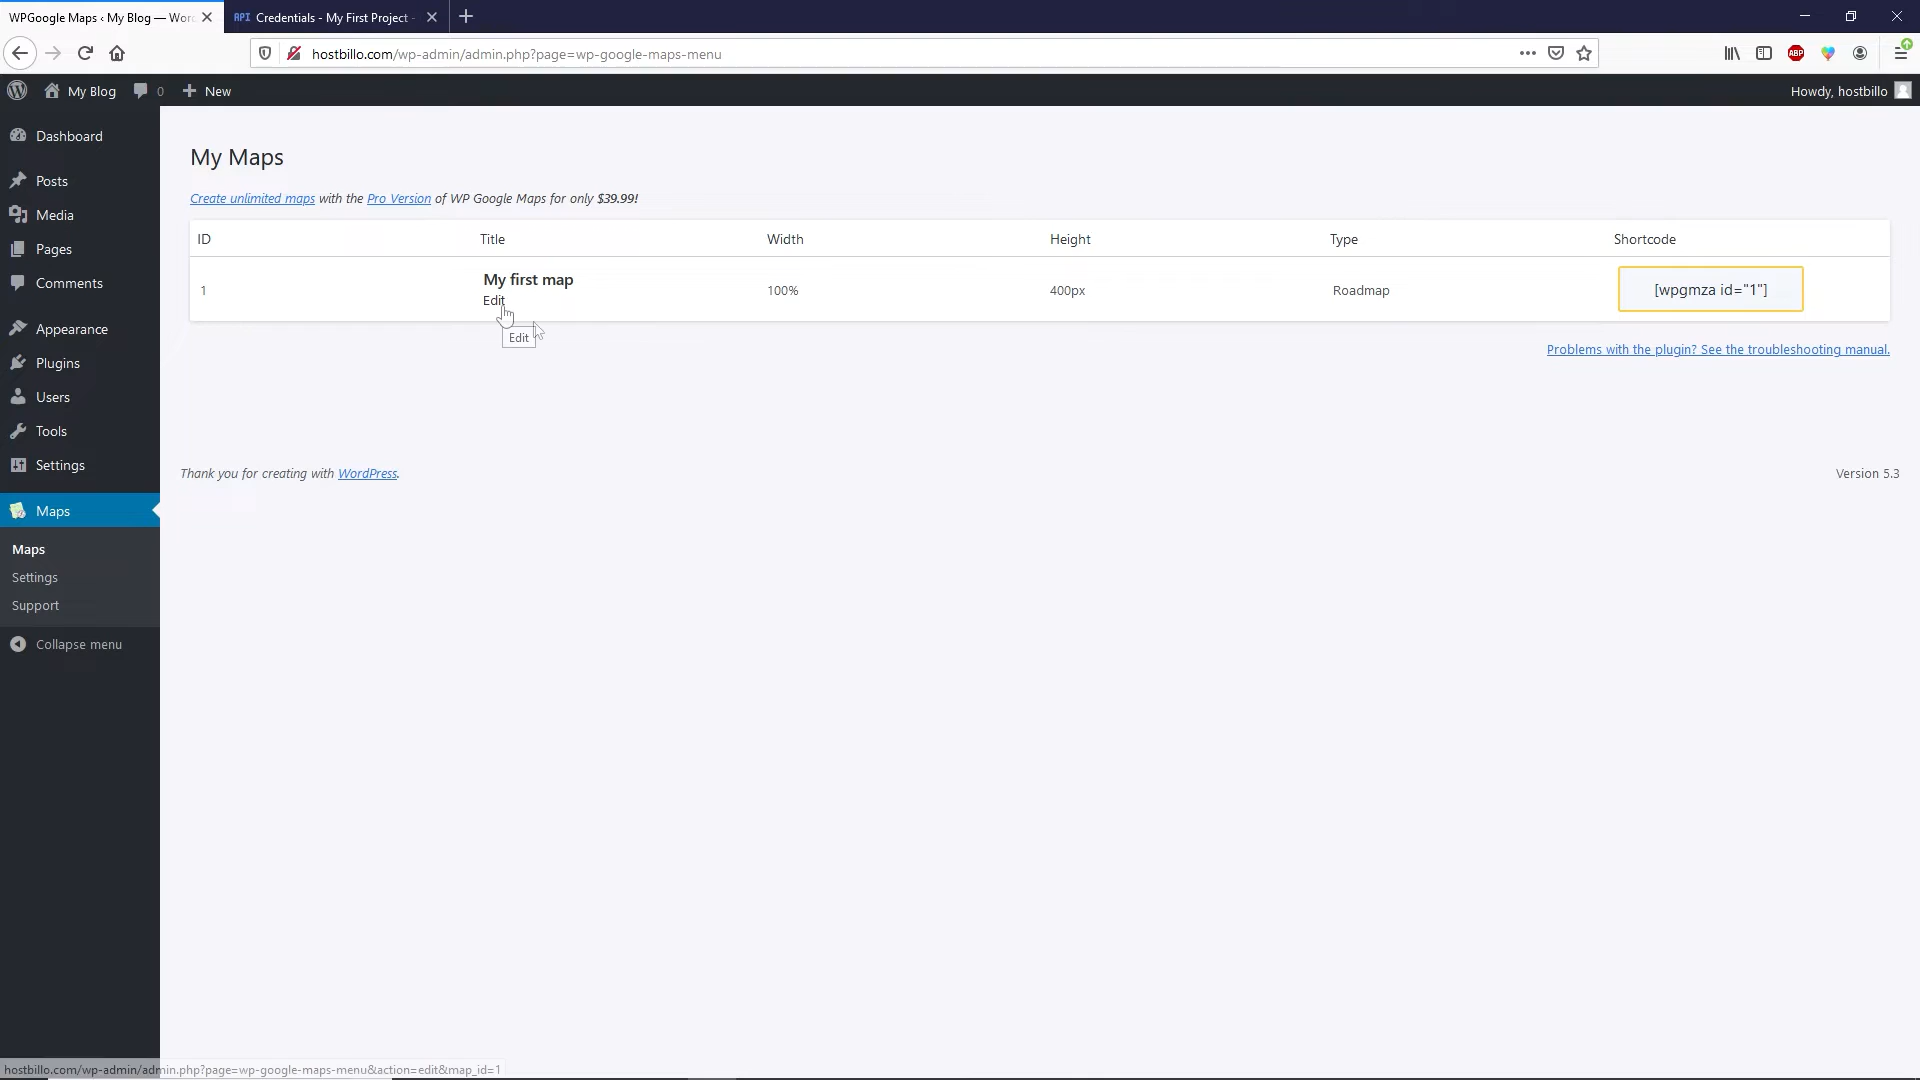 WPGoogle Maps ‹ My Blog — Wor
API Credentials - My First Project -
hostbillo.com/wp-admin/admin.php?page=wp-google-maps-menu
ABP
My Blog 0 New
Howdy, hostbillo
Dashboard
Posts
Media
Pages
Comments
Appearance
Plugins
Users
Tools
Settings
Maps
Maps
Settings
Support
Collapse menu
My Maps
Create unlimited maps with the Pro Version of WP Google Maps for only $39.99!
ID Title Width Height Type Shortcode
1 My first map 100% 400px Roadmap [wpgmza id="1"]
Edit
Edit
Problems with the plugin? See the troubleshooting manual.
Thank you for creating with WordPress.
Version 5.3
hostbillo.com/wp-admin/admin.php?page=wp-google-maps-menu&action=edit&map_id=1